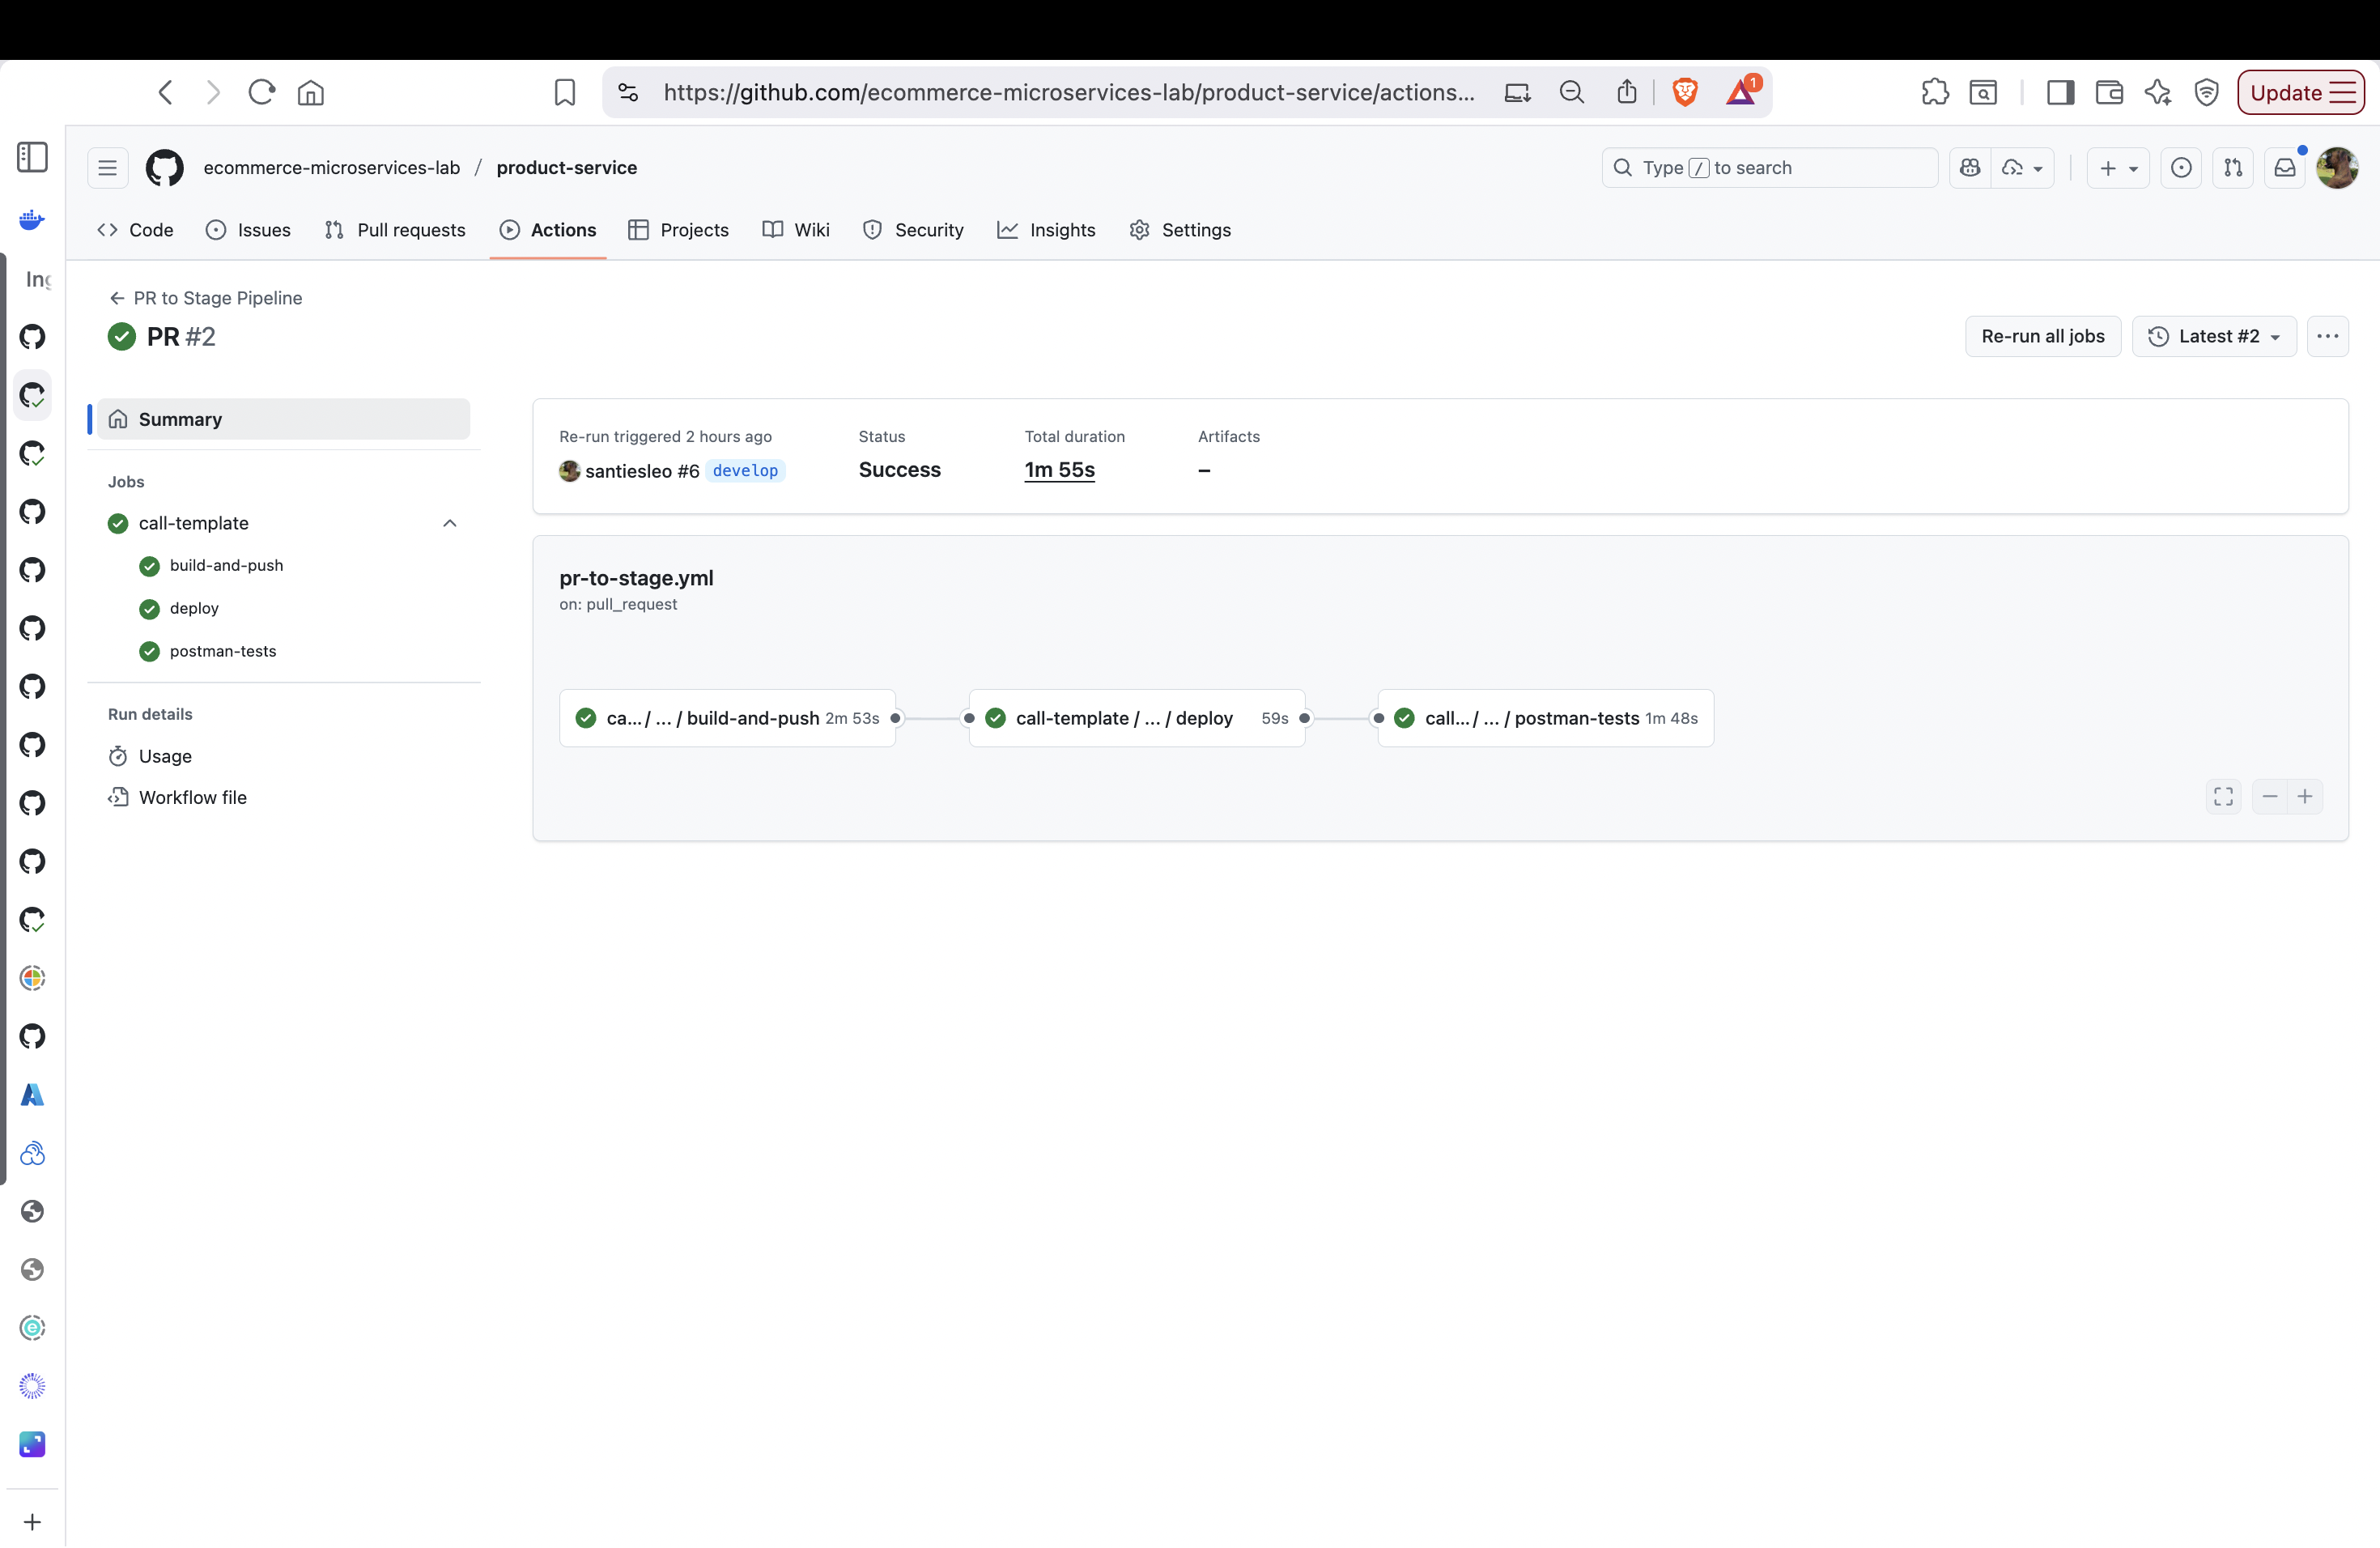 https://github.com/ecommerce-microservices-lab/product-service/actions...
1
Update
ecommerce-microservices-lab / product-service
Type / to search
Code
Issues
Pull requests
Actions
Projects
Wiki
Security
Insights
Settings
Ing
← PR to Stage Pipeline
PR #2
Re-run all jobs
Latest #2
Summary
Jobs
call-template
build-and-push
deploy
postman-tests
Run details
Usage
Workflow file
Re-run triggered 2 hours ago
santiesleo #6 develop
Status
Success
Total duration
1m 55s
Artifacts
–
pr-to-stage.yml
on: pull_request
ca... / ... / build-and-push 2m 53s
call-template / ... / deploy 59s
call... / ... / postman-tests 1m 48s